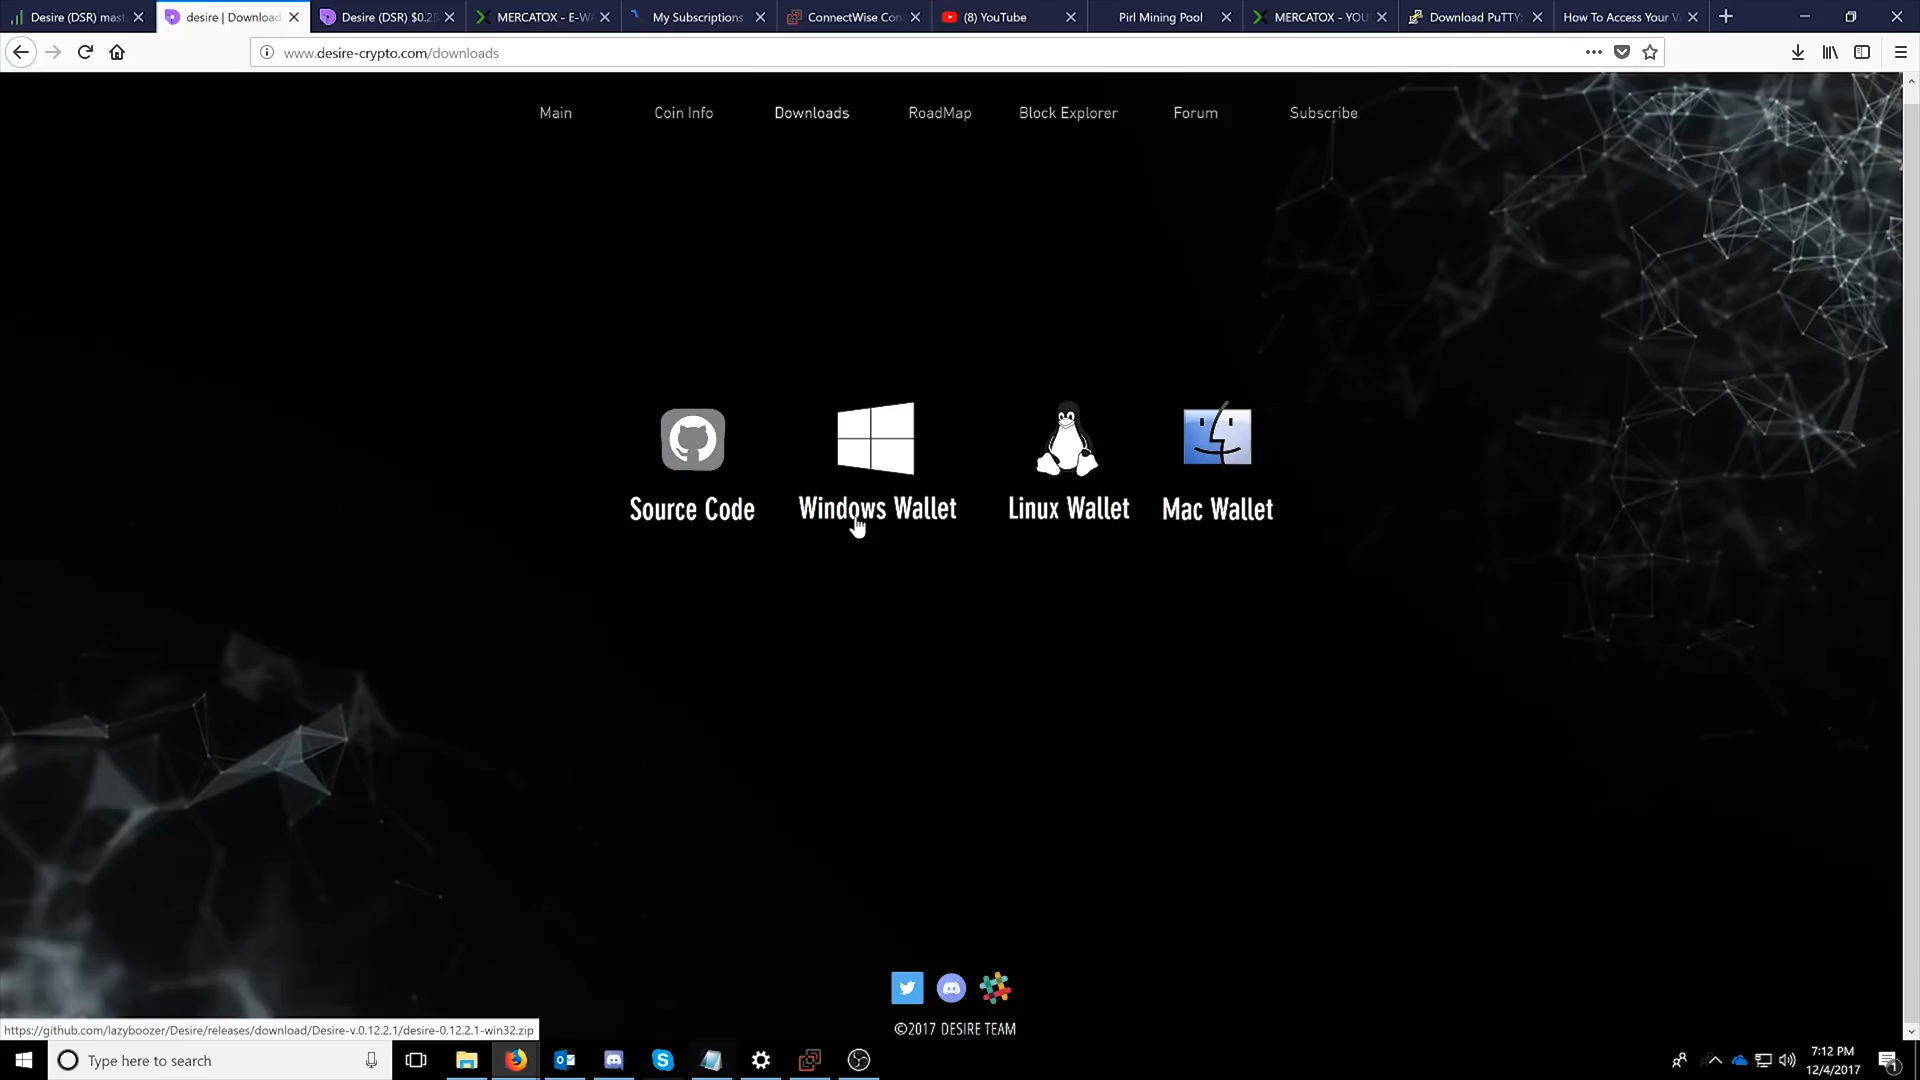 Desire (DSR) mast
desire | Download
Desire (DSR) $0.25
MERCATOX - E-WA
My Subscriptions
ConnectWise Con
(8) YouTube
Pirl Mining Pool
MERCATOX - YOU
Download PuTTY:
How To Access Your V
www.desire-crypto.com/downloads
Main
Coin Info
Downloads
RoadMap
Block Explorer
Forum
Subscribe
Source Code
Windows Wallet
Linux Wallet
Mac Wallet
©2017 DESIRE TEAM
https://github.com/lazyboozer/Desire/releases/download/Desire-v.0.12.2.1/desire-0.12.2.1-win32.zip
Type here to search
7:12 PM
12/4/2017
1